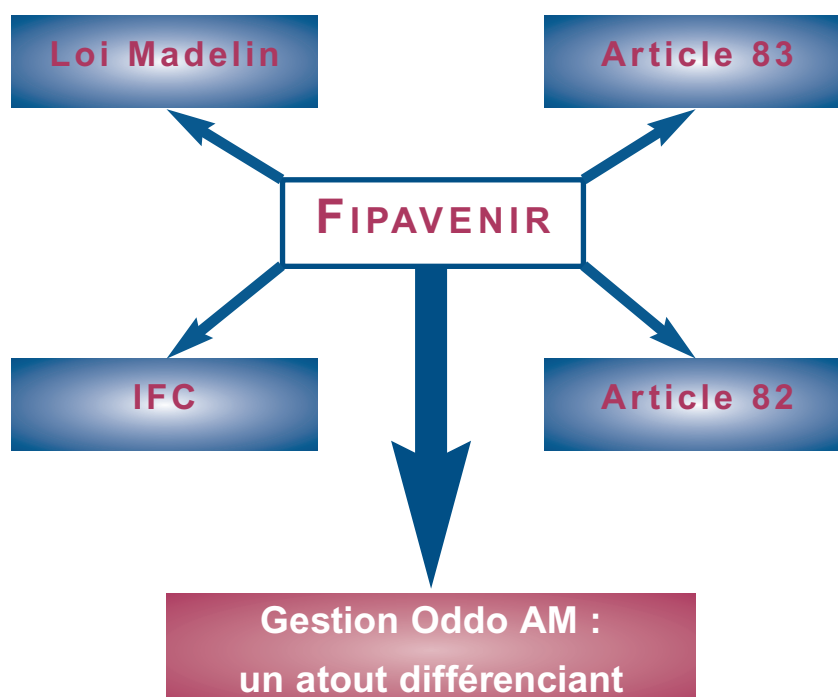 Loi Madelin
Article 83
FIPAVENIR
IFC
Article 82
Gestion Oddo AM :
un atout différenciant